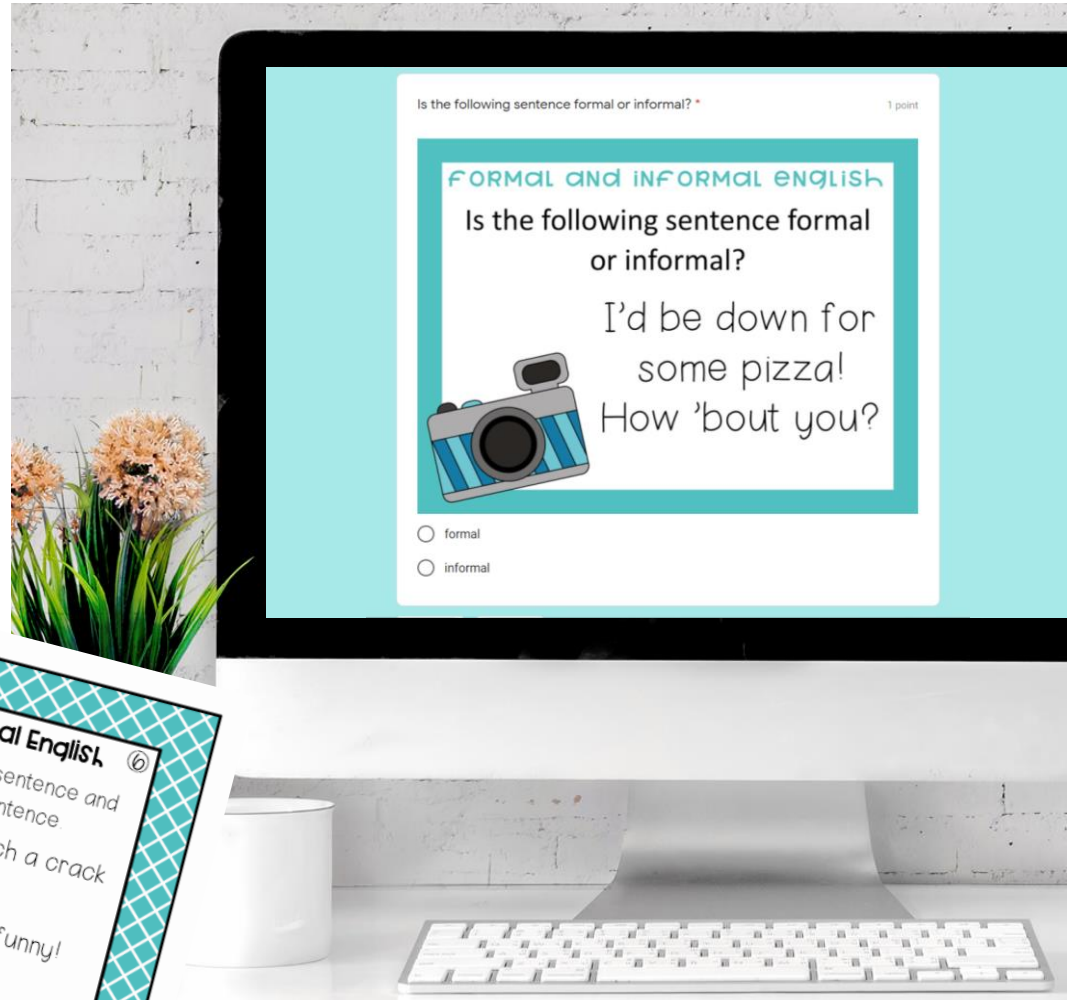 Is the following sentence formal or informal? *
1 point
FORMAL AND INFORMAL ENGLISH
Is the following sentence formal
or informal?
I'd be down for
some pizza!
How 'bout you?
formal
informal
al English 6
sentence and
ntence.
ch a crack
funny!